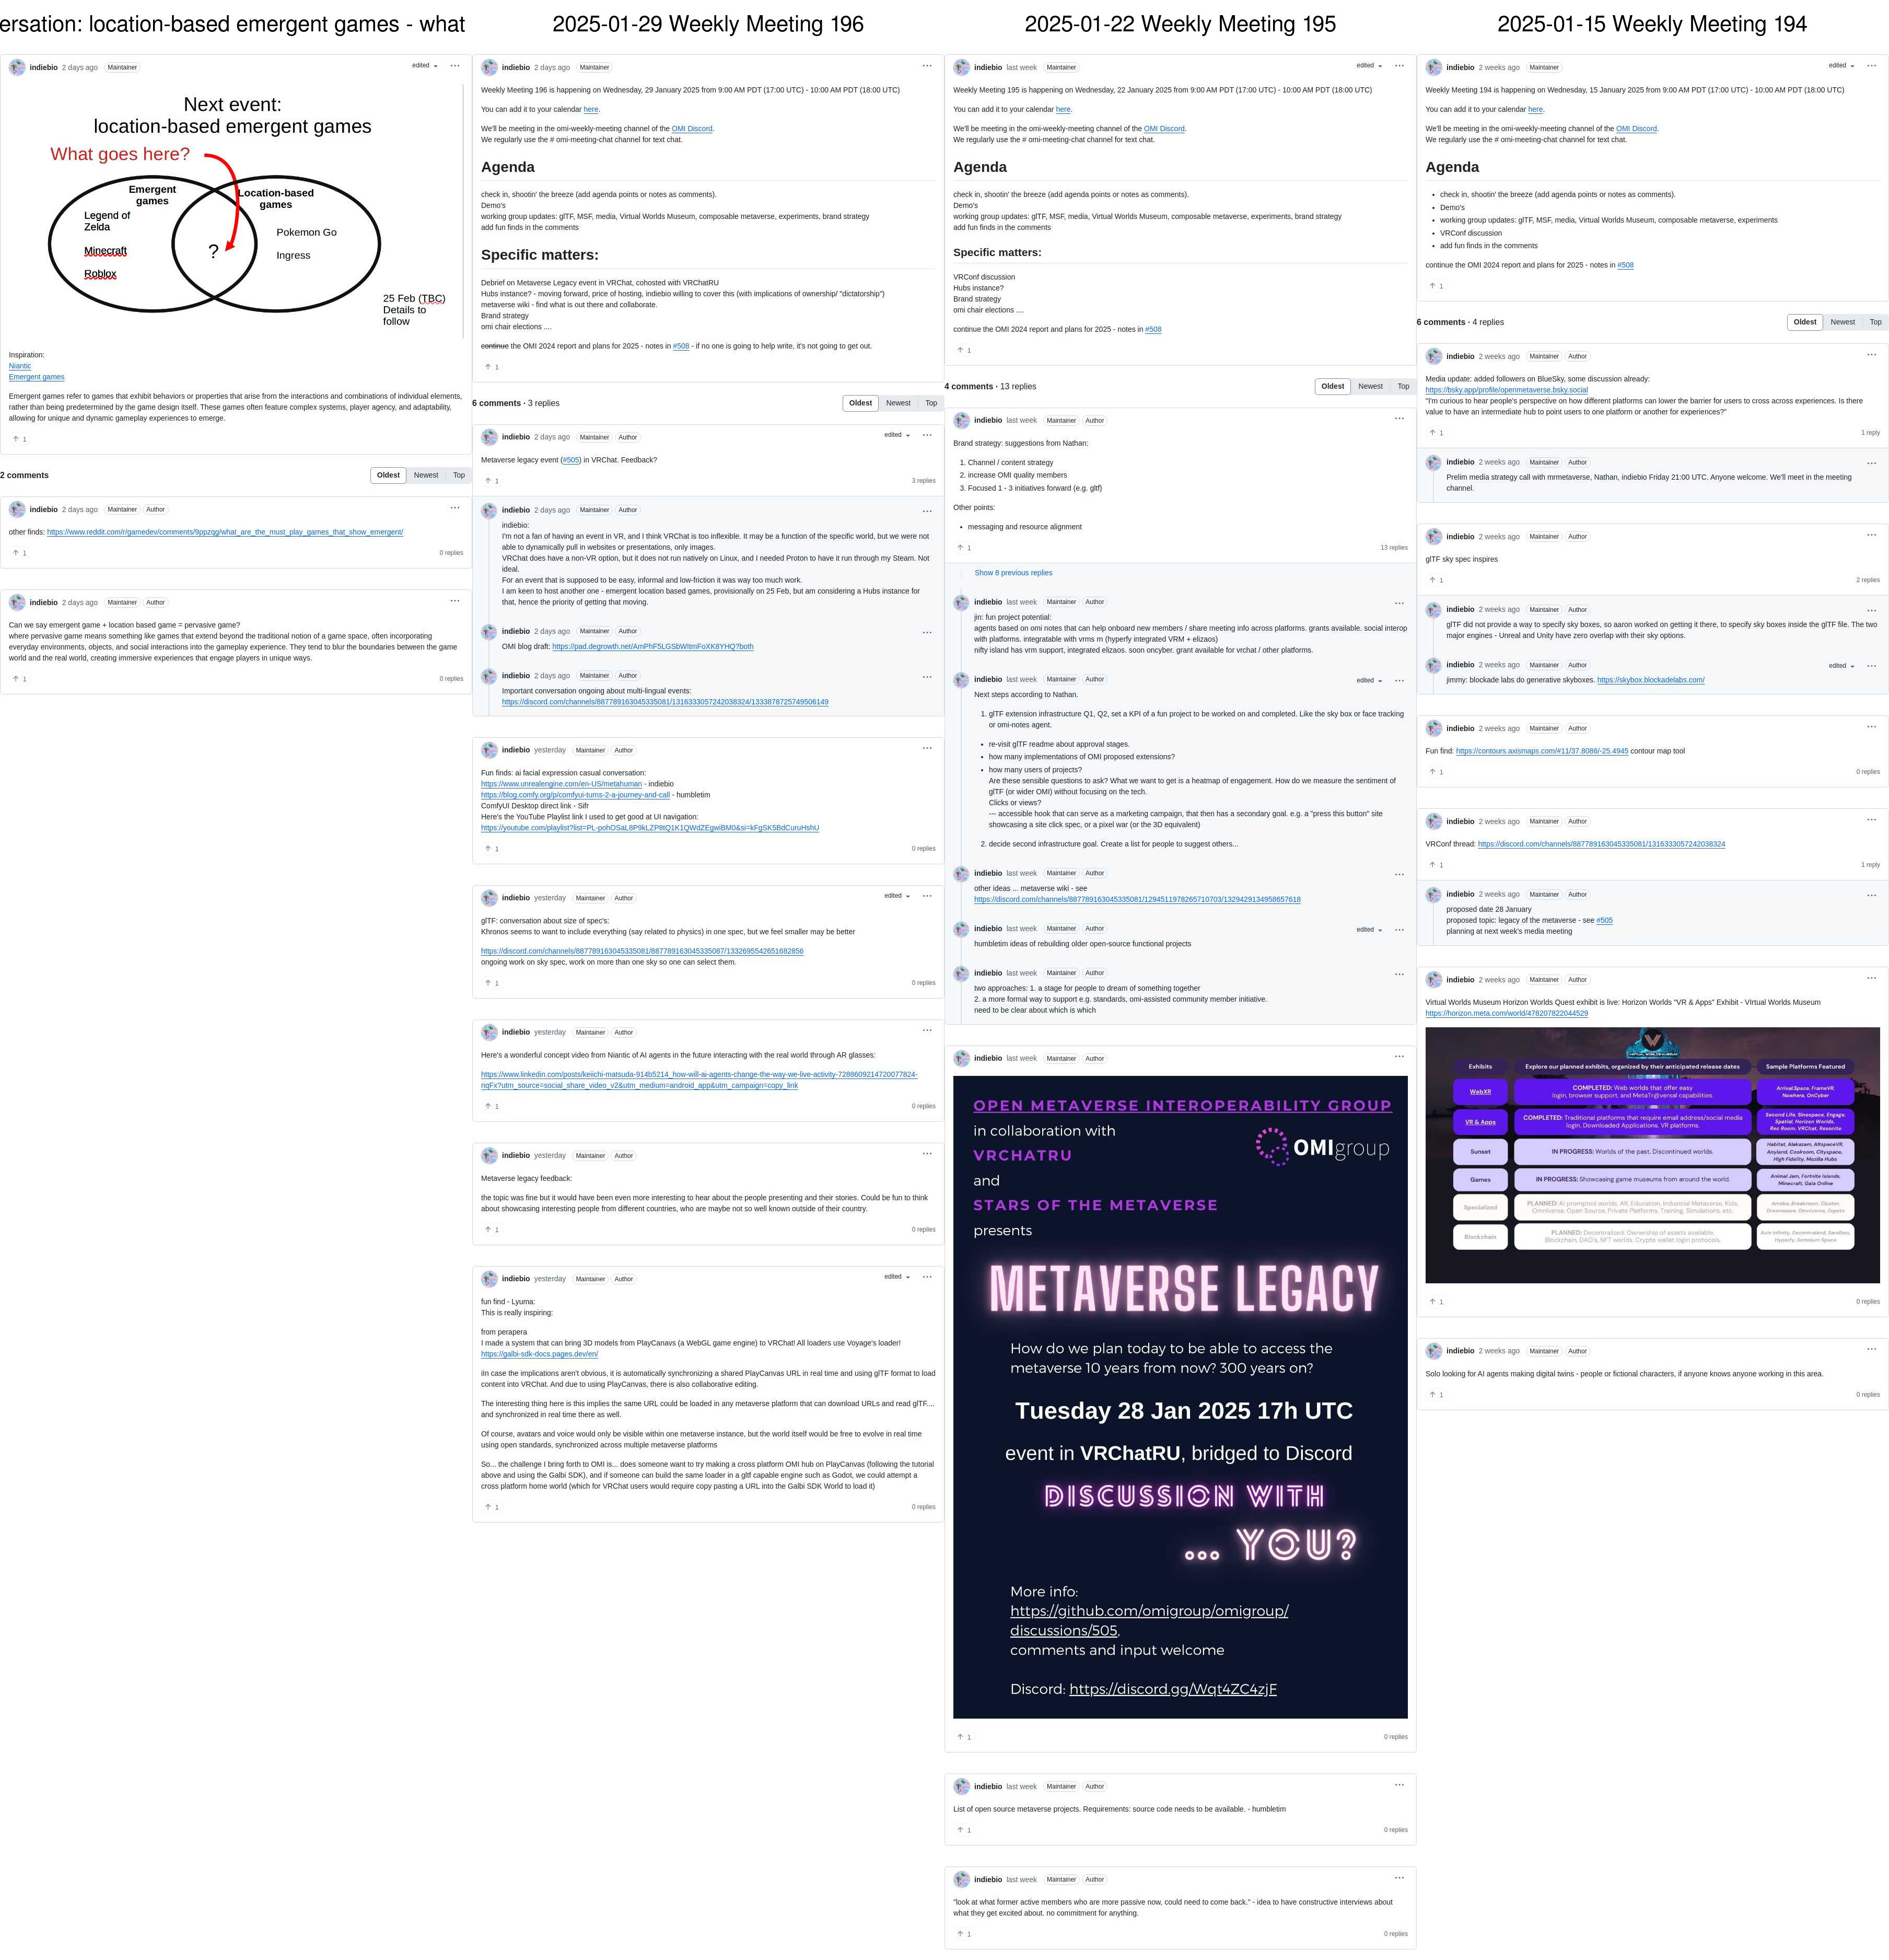 ersation: location-based emergent games - what
indiebio 2 days ago Maintainer
edited
Next event:
location-based emergent games
What goes here?
Emergent
games
Location-based
games
Legend of
Zelda
Minecraft
Roblox
?
Pokemon Go
Ingress
25 Feb (TBC)
Details to
follow
Inspiration:
Niantic
Emergent games
Emergent games refer to games that exhibit behaviors or properties that arise from the interactions and combinations of individual elements,
rather than being predetermined by the game design itself. These games often feature complex systems, player agency, and adaptability,
allowing for unique and dynamic gameplay experiences to emerge.
↑ 1
2 comments
Oldest Newest Top
indiebio 2 days ago Maintainer Author
other finds: https://www.reddit.com/r/gamedev/comments/9ppzqg/what_are_the_must_play_games_that_show_emergent/
↑ 1
0 replies
indiebio 2 days ago Maintainer Author
Can we say emergent game + location based game = pervasive game?
where pervasive game means something like games that extend beyond the traditional notion of a game space, often incorporating
everyday environments, objects, and social interactions into the gameplay experience. They tend to blur the boundaries between the game
world and the real world, creating immersive experiences that engage players in unique ways.
↑ 1
0 replies
2025-01-29 Weekly Meeting 196
indiebio 2 days ago Maintainer
Weekly Meeting 196 is happening on Wednesday, 29 January 2025 from 9:00 AM PDT (17:00 UTC) - 10:00 AM PDT (18:00 UTC)
You can add it to your calendar here.
We'll be meeting in the omi-weekly-meeting channel of the OMI Discord.
We regularly use the # omi-meeting-chat channel for text chat.
Agenda
check in, shootin' the breeze (add agenda points or notes as comments).
Demo's
working group updates: glTF, MSF, media, Virtual Worlds Museum, composable metaverse, experiments, brand strategy
add fun finds in the comments
Specific matters:
Debrief on Metaverse Legacy event in VRChat, cohosted with VRChatRU
Hubs instance? - moving forward, price of hosting, indiebio willing to cover this (with implications of ownership/ "dictatorship")
metaverse wiki - find what is out there and collaborate.
Brand strategy
omi chair elections ....
continue the OMI 2024 report and plans for 2025 - notes in #508 - if no one is going to help write, it's not going to get out.
↑ 1
6 comments · 3 replies
Oldest Newest Top
indiebio 2 days ago Maintainer Author
edited
Metaverse legacy event (#505) in VRChat. Feedback?
↑ 1
3 replies
indiebio 2 days ago Maintainer Author
indiebio:
I'm not a fan of having an event in VR, and I think VRChat is too inflexible. It may be a function of the specific world, but we were not
able to dynamically pull in websites or presentations, only images.
VRChat does have a non-VR option, but it does not run natively on Linux, and I needed Proton to have it run through my Steam. Not
ideal.
For an event that is supposed to be easy, informal and low-friction it was way too much work.
I am keen to host another one - emergent location based games, provisionally on 25 Feb, but am considering a Hubs instance for
that, hence the priority of getting that moving.
indiebio 2 days ago Maintainer Author
OMI blog draft: https://pad.degrowth.net/AmPhF5LGSbWItmFoXK8YHQ?both
indiebio 2 days ago Maintainer Author
Important conversation ongoing about multi-lingual events:
https://discord.com/channels/887789163045335081/1316333057242038324/1333878725749506149
indiebio yesterday Maintainer Author
Fun finds: ai facial expression casual conversation:
https://www.unrealengine.com/en-US/metahuman - indiebio
https://blog.comfy.org/p/comfyui-turns-2-a-journey-and-call - humbletim
ComfyUI Desktop direct link - Sifr
Here's the YouTube Playlist link I used to get good at UI navigation:
https://youtube.com/playlist?list=PL-pohOSaL8P9kLZP8tQ1K1QWdZEgwiBM0&si=kFgSK5BdCuruHshU
↑ 1
0 replies
indiebio yesterday Maintainer Author
edited
glTF: conversation about size of spec's:
Khronos seems to want to include everything (say related to physics) in one spec, but we feel smaller may be better
https://discord.com/channels/887789163045335081/887789163045335087/1332695542651682856
ongoing work on sky spec, work on more than one sky so one can select them.
↑ 1
0 replies
indiebio yesterday Maintainer Author
Here's a wonderful concept video from Niantic of AI agents in the future interacting with the real world through AR glasses:
https://www.linkedin.com/posts/keiichi-matsuda-914b5214_how-will-ai-agents-change-the-way-we-live-activity-7288609214720077824-
nqFx?utm_source=social_share_video_v2&utm_medium=android_app&utm_campaign=copy_link
↑ 1
0 replies
indiebio yesterday Maintainer Author
Metaverse legacy feedback:
the topic was fine but it would have been even more interesting to hear about the people presenting and their stories. Could be fun to think
about showcasing interesting people from different countries, who are maybe not so well known outside of their country.
↑ 1
0 replies
indiebio yesterday Maintainer Author
edited
fun find - Lyuma:
This is really inspiring:
from perapera
I made a system that can bring 3D models from PlayCanavs (a WebGL game engine) to VRChat! All loaders use Voyage's loader!
https://galbi-sdk-docs.pages.dev/en/
iIn case the implications aren't obvious, it is automatically synchronizing a shared PlayCanvas URL in real time and using glTF format to load
content into VRChat. And due to using PlayCanvas, there is also collaborative editing.
The interesting thing here is this implies the same URL could be loaded in any metaverse platform that can download URLs and read glTF....
and synchronized in real time there as well.
Of course, avatars and voice would only be visible within one metaverse instance, but the world itself would be free to evolve in real time
using open standards, synchronized across multiple metaverse platforms
So... the challenge I bring forth to OMI is... does someone want to try making a cross platform OMI hub on PlayCanvas (following the tutorial
above and using the Galbi SDK), and if someone can build the same loader in a gltf capable engine such as Godot, we could attempt a
cross platform home world (which for VRChat users would require copy pasting a URL into the Galbi SDK World to load it)
↑ 1
0 replies
2025-01-22 Weekly Meeting 195
indiebio last week Maintainer
edited
Weekly Meeting 195 is happening on Wednesday, 22 January 2025 from 9:00 AM PDT (17:00 UTC) - 10:00 AM PDT (18:00 UTC)
You can add it to your calendar here.
We'll be meeting in the omi-weekly-meeting channel of the OMI Discord.
We regularly use the # omi-meeting-chat channel for text chat.
Agenda
check in, shootin' the breeze (add agenda points or notes as comments).
Demo's
working group updates: glTF, MSF, media, Virtual Worlds Museum, composable metaverse, experiments, brand strategy
add fun finds in the comments
Specific matters:
VRConf discussion
Hubs instance?
Brand strategy
omi chair elections ....
continue the OMI 2024 report and plans for 2025 - notes in #508
↑ 1
4 comments · 13 replies
Oldest Newest Top
indiebio last week Maintainer Author
Brand strategy: suggestions from Nathan:
1. Channel / content strategy
2. increase OMI quality members
3. Focused 1 - 3 initiatives forward (e.g. gltf)
Other points:
• messaging and resource alignment
↑ 1
13 replies
Show 8 previous replies
indiebio last week Maintainer Author
jin: fun project potential:
agents based on omi notes that can help onboard new members / share meeting info across platforms. grants available. social interop
with platforms. integratable with vrms rn (hyperfy integrated VRM + elizaos)
nifty island has vrm support, integrated elizaos. soon oncyber. grant available for vrchat / other platforms.
indiebio last week Maintainer Author
edited
Next steps according to Nathan.
1. glTF extension infrastructure Q1, Q2, set a KPI of a fun project to be worked on and completed. Like the sky box or face tracking
or omi-notes agent.
• re-visit glTF readme about approval stages.
• how many implementations of OMI proposed extensions?
• how many users of projects?
Are these sensible questions to ask? What we want to get is a heatmap of engagement. How do we measure the sentiment of
glTF (or wider OMI) without focusing on the tech.
Clicks or views?
--- accessible hook that can serve as a marketing campaign, that then has a secondary goal. e.g. a "press this button" site
showcasing a site click spec, or a pixel war (or the 3D equivalent)
2. decide second infrastructure goal. Create a list for people to suggest others...
indiebio last week Maintainer Author
other ideas ... metaverse wiki - see
https://discord.com/channels/887789163045335081/1294511978265710703/1329429134958657618
indiebio last week Maintainer Author
edited
humbletim ideas of rebuilding older open-source functional projects
indiebio last week Maintainer Author
two approaches: 1. a stage for people to dream of something together
2. a more formal way to support e.g. standards, omi-assisted community member initiative.
need to be clear about which is which
indiebio last week Maintainer Author
OPEN METAVERSE INTEROPERABILITY GROUP
in collaboration with
VRCHATRU
OMIgroup
and
STARS OF THE METAVERSE
presents
METAVERSE LEGACY
How do we plan today to be able to access the
metaverse 10 years from now? 300 years on?
Tuesday 28 Jan 2025 17h UTC
event in VRChatRU, bridged to Discord
DISCUSSION WITH
... YOU?
More info:
https://github.com/omigroup/omigroup/
discussions/505,
comments and input welcome
Discord: https://discord.gg/Wqt4ZC4zjF
↑ 1
0 replies
indiebio last week Maintainer Author
List of open source metaverse projects. Requirements: source code needs to be available. - humbletim
↑ 1
0 replies
indiebio last week Maintainer Author
"look at what former active members who are more passive now, could need to come back." - idea to have constructive interviews about
what they get excited about. no commitment for anything.
↑ 1
0 replies
2025-01-15 Weekly Meeting 194
indiebio 2 weeks ago Maintainer
edited
Weekly Meeting 194 is happening on Wednesday, 15 January 2025 from 9:00 AM PDT (17:00 UTC) - 10:00 AM PDT (18:00 UTC)
You can add it to your calendar here.
We'll be meeting in the omi-weekly-meeting channel of the OMI Discord.
We regularly use the # omi-meeting-chat channel for text chat.
Agenda
• check in, shootin' the breeze (add agenda points or notes as comments).
• Demo's
• working group updates: glTF, MSF, media, Virtual Worlds Museum, composable metaverse, experiments
• VRConf discussion
• add fun finds in the comments
continue the OMI 2024 report and plans for 2025 - notes in #508
↑ 1
6 comments · 4 replies
Oldest Newest Top
indiebio 2 weeks ago Maintainer Author
Media update: added followers on BlueSky, some discussion already:
https://bsky.app/profile/openmetaverse.bsky.social
"I'm curious to hear people's perspective on how different platforms can lower the barrier for users to cross across experiences. Is there
value to have an intermediate hub to point users to one platform or another for experiences?"
↑ 1
1 reply
indiebio 2 weeks ago Maintainer Author
Prelim media strategy call with mrmetaverse, Nathan, indiebio Friday 21:00 UTC. Anyone welcome. We'll meet in the meeting
channel.
indiebio 2 weeks ago Maintainer Author
glTF sky spec inspires
↑ 1
2 replies
indiebio 2 weeks ago Maintainer Author
glTF did not provide a way to specify sky boxes, so aaron worked on getting it there, to specify sky boxes inside the glTF file. The two
major engines - Unreal and Unity have zero overlap with their sky options.
indiebio 2 weeks ago Maintainer Author
edited
jimmy: blockade labs do generative skyboxes. https://skybox.blockadelabs.com/
indiebio 2 weeks ago Maintainer Author
Fun find: https://contours.axismaps.com/#11/37.8086/-25.4945 contour map tool
↑ 1
0 replies
indiebio 2 weeks ago Maintainer Author
VRConf thread: https://discord.com/channels/887789163045335081/1316333057242038324
↑ 1
1 reply
indiebio 2 weeks ago Maintainer Author
proposed date 28 January
proposed topic: legacy of the metaverse - see #505
planning at next week's media meeting
indiebio 2 weeks ago Maintainer Author
Virtual Worlds Museum Horizon Worlds Quest exhibit is live: Horizon Worlds "VR & Apps" Exhibit - VIrtual Worlds Museum
https://horizon.meta.com/world/478207822044529
VIRTUAL WORLDS MUSEUM
Exhibits
Explore our planned exhibits, organized by their anticipated release dates
Sample Platforms Featured
WebXR
COMPLETED: Web worlds that offer easy
login, browser support, and MetaTr@versal capabilities.
Arrival.Space, FrameVR,
Nowhere, OnCyber
VR & Apps
COMPLETED: Traditional platforms that require email address/social media
login. Downloaded Applications, VR platforms.
Second Life, Sinespace, Engage,
Spatial, Horizon Worlds,
Rec Room, VRChat, Resonite
Sunset
IN PROGRESS: Worlds of the past. Discontinued worlds.
Habitat, Alakazam, AltspaceVR,
Anyland, Coolroom, Cityspace,
High Fidelity, Mozilla Hubs
Games
IN PROGRESS: Showcasing game museums from around the world.
Animal Jam, Fortnite Islands,
Minecraft, Gaia Online
Specialized
PLANNED: Ai prompted worlds, AR, Education, Industrial Metaverse, Kids,
Omniverse, Open Source, Private Platforms, Training, Simulations, etc.
Blockchain
PLANNED: Decentralized: Ownership of assets available,
Blockchain, DAO's, NFT worlds. Crypto wallet login protocols.
Axie Infinity, Decentraland, Sandbox,
Hyperfy, Somnium Space
↑ 1
0 replies
indiebio 2 weeks ago Maintainer Author
Solo looking for AI agents making digital twins - people or fictional characters, if anyone knows anyone working in this area.
↑ 1
0 replies